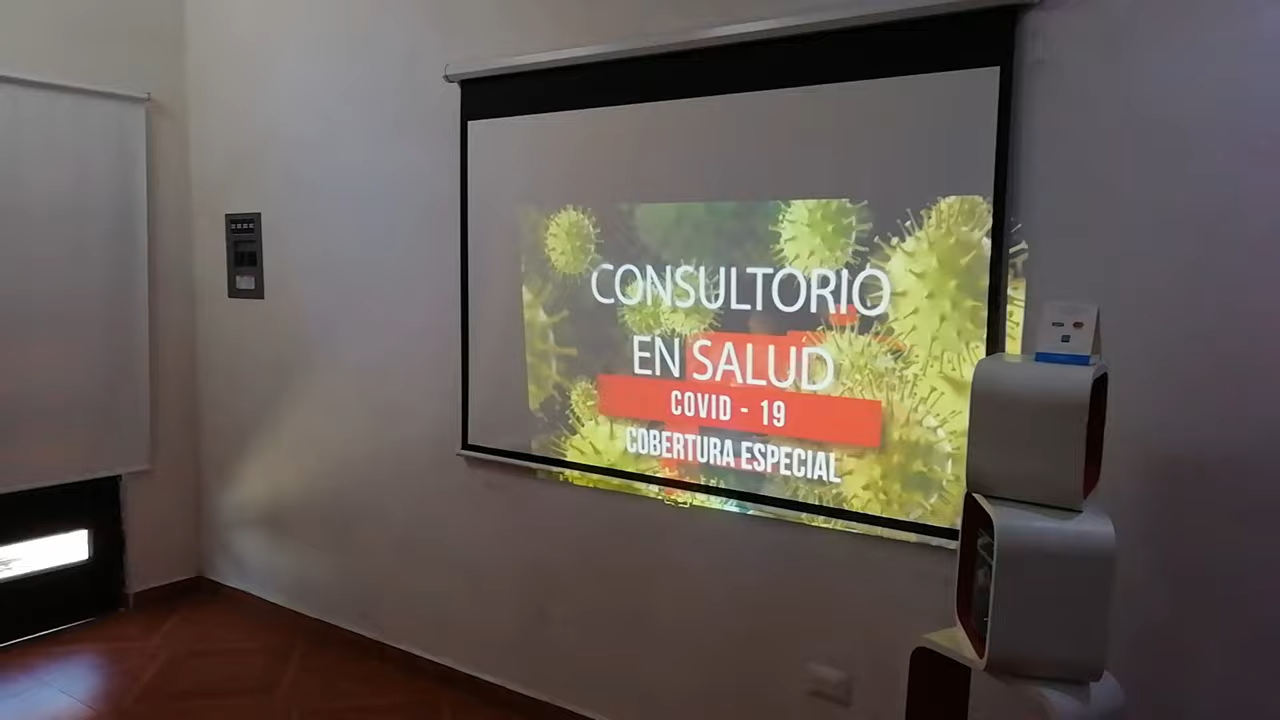 CONSULTORIO
EN SALUD
COVID - 19
COBERTURA ESPECIAL